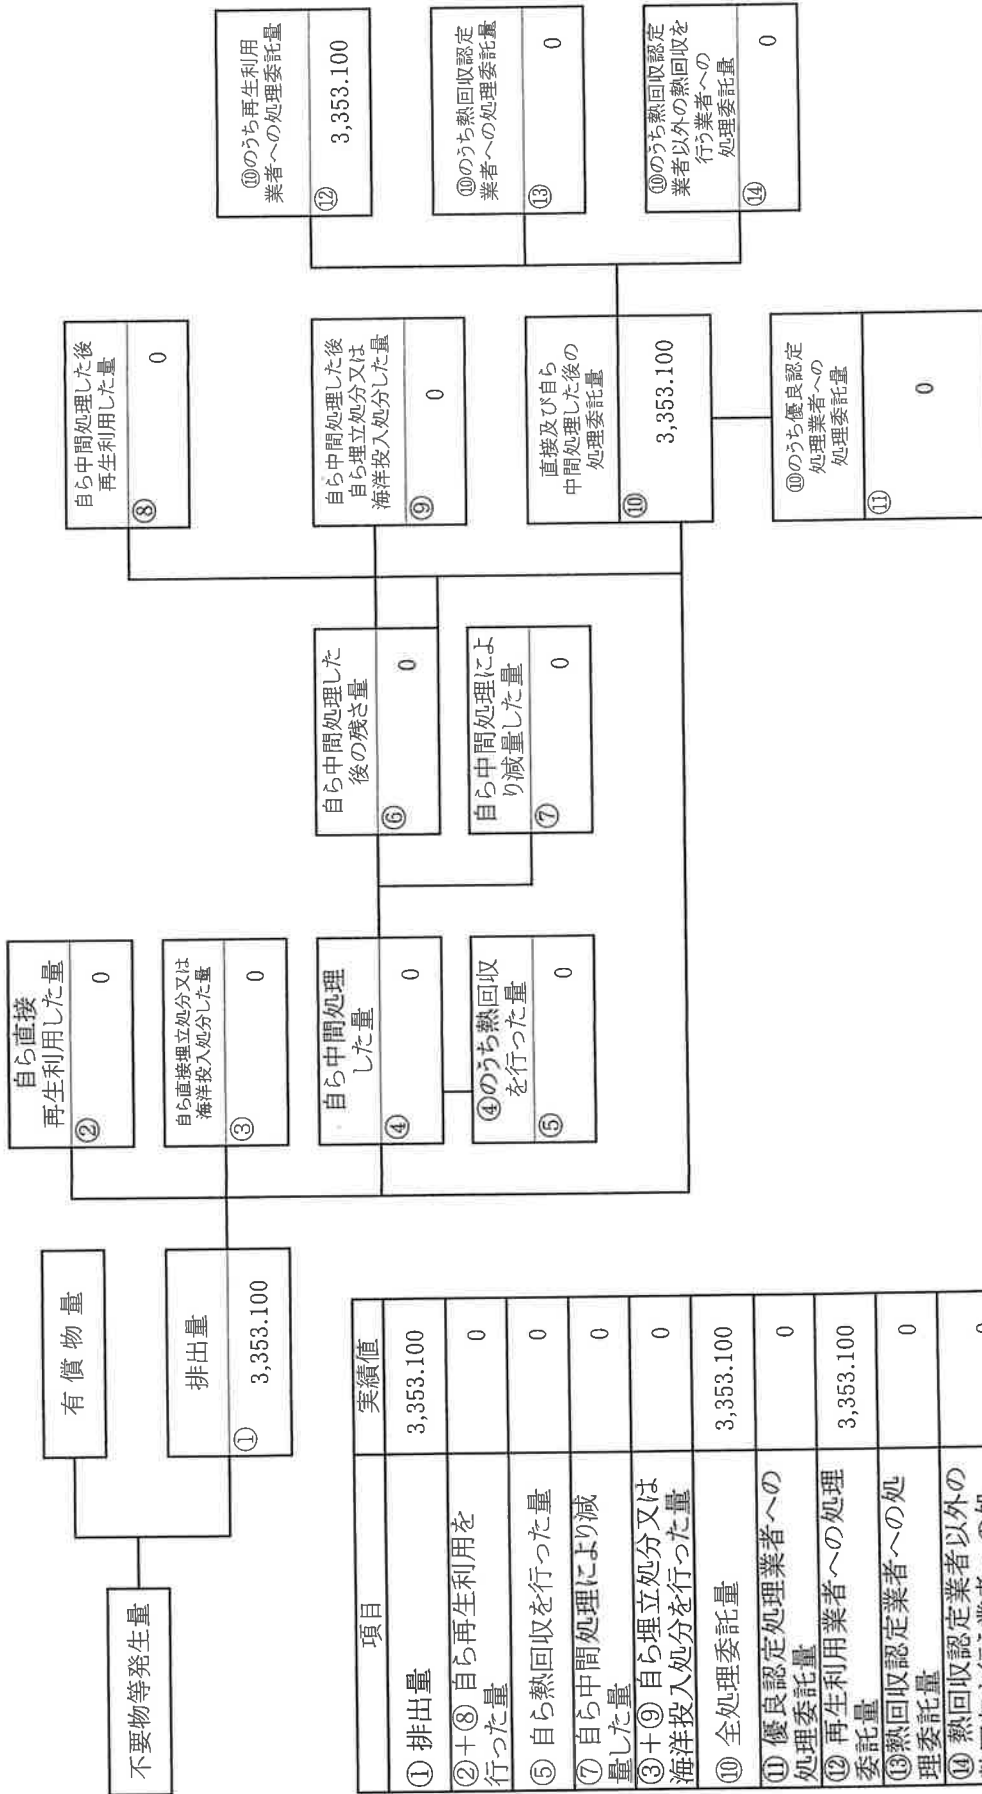 不要物等発生量
有償物量
排出量
① 3,353.100
自ら直接
再生利用した量
② 0
自ら直接埋立処分又は
海洋投入処分した量
③ 0
自ら中間処理
した量
④ 0
④のうち熱回収
を行った量
⑤ 0
自ら中間処理した
後の残さ量
⑥ 0
自ら中間処理によ
り減量した量
⑦ 0
自ら中間処理した後
再生利用した量
⑧ 0
自ら中間処理した後
自ら埋立処分又は
海洋投入処分した量
⑨ 0
直接及び自ら
中間処理した後の
処理委託量
⑩ 3,353.100
⑩のうち優良認定
処理業者への
処理委託量
⑪ 0
⑩のうち再生利用
業者への処理委託量
⑫ 3,353.100
⑩のうち熱回収認定
業者への処理委託量
⑬ 0
⑩のうち熱回収認定
業者以外の熱回収を
行う業者への
処理委託量
⑭ 0
項目 実績値
① 排出量 3,353.100
②+⑧ 自ら再生利用を
行った量 0
⑤ 自ら熱回収を行った量 0
⑦ 自ら中間処理により減
量した量 0
③+⑨ 自ら埋立処分又は
海洋投入処分を行った量 0
⑩ 全処理委託量 3,353.100
⑪ 優良認定処理業者への
処理委託量 0
⑫ 再生利用業者への処理
委託量 3,353.100
⑬熱回収認定業者への処
理委託量 0
⑭ 熱回収認定業者以外の